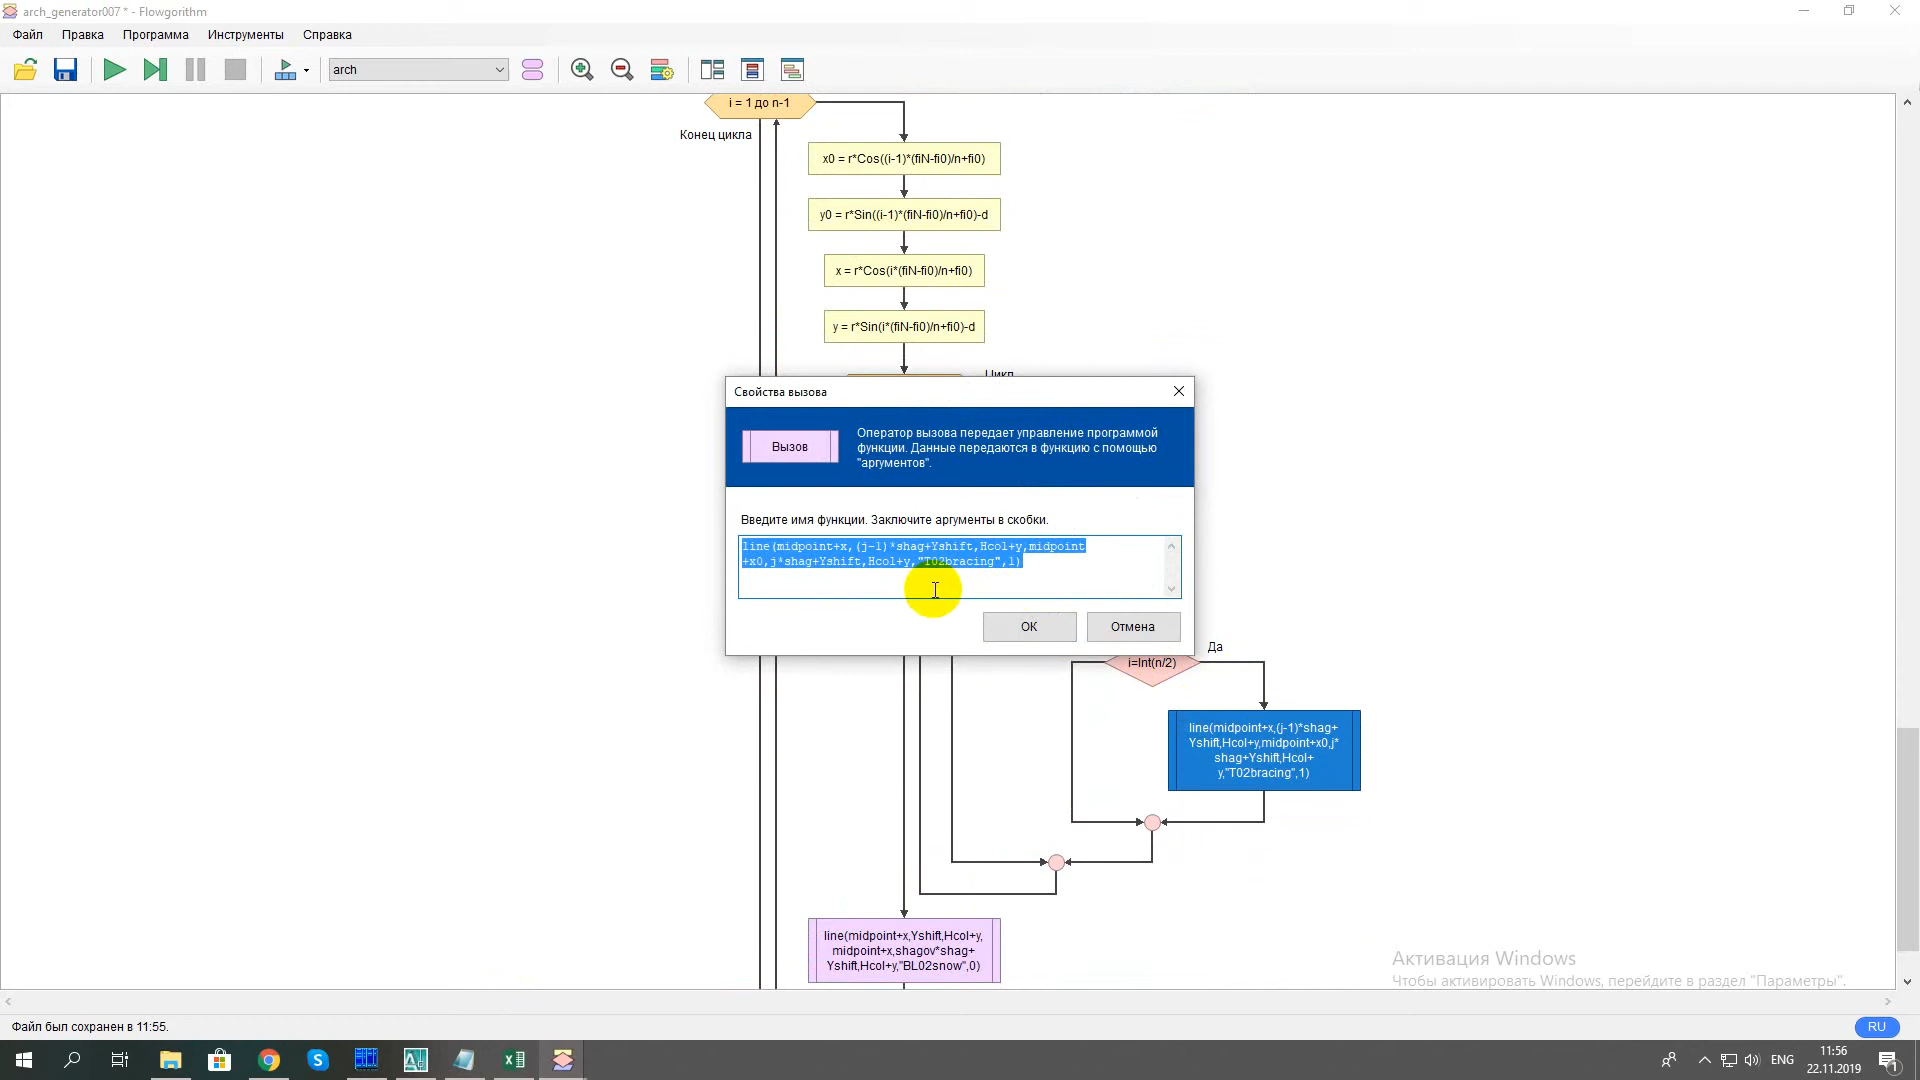 arch_generator007 * - Flowgorithm
Файл Правка Программа Инструменты Справка
arch
i = 1 до n-1
Конец цикла
x0 = r*Cos((i-1)*(fiN-fi0)/n+fi0)
y0 = r*Sin((i-1)*(fiN-fi0)/n+fi0)-d
x = r*Cos(i*(fiN-fi0)/n+fi0)
y = r*Sin(i*(fiN-fi0)/n+fi0)-d
Цикл
Свойства вызова
Вызов
Оператор вызова передает управление программой
функции. Данные передаются в функцию с помощью
"аргументов".
Введите имя функции. Заключите аргументы в скобки.
line(midpoint+x,(j-1)*shag+Yshift,Hcol+y,midpoint
+x0,j*shag+Yshift,Hcol+y,"T02bracing",1)
OK Отмена
Да
i=Int(n/2)
line(midpoint+x,(j-1)*shag+
Yshift,Hcol+y,midpoint+x0,j*
shag+Yshift,Hcol+
y,"T02bracing",1)
line(midpoint+x,Yshift,Hcol+y,
midpoint+x,shagov*shag+
Yshift,Hcol+y,"BL02snow",0)
Активация Windows
Чтобы активировать Windows, перейдите в раздел "Параметры".
Файл был сохранен в 11:55.
RU
ENG
11:56
22.11.2019
1